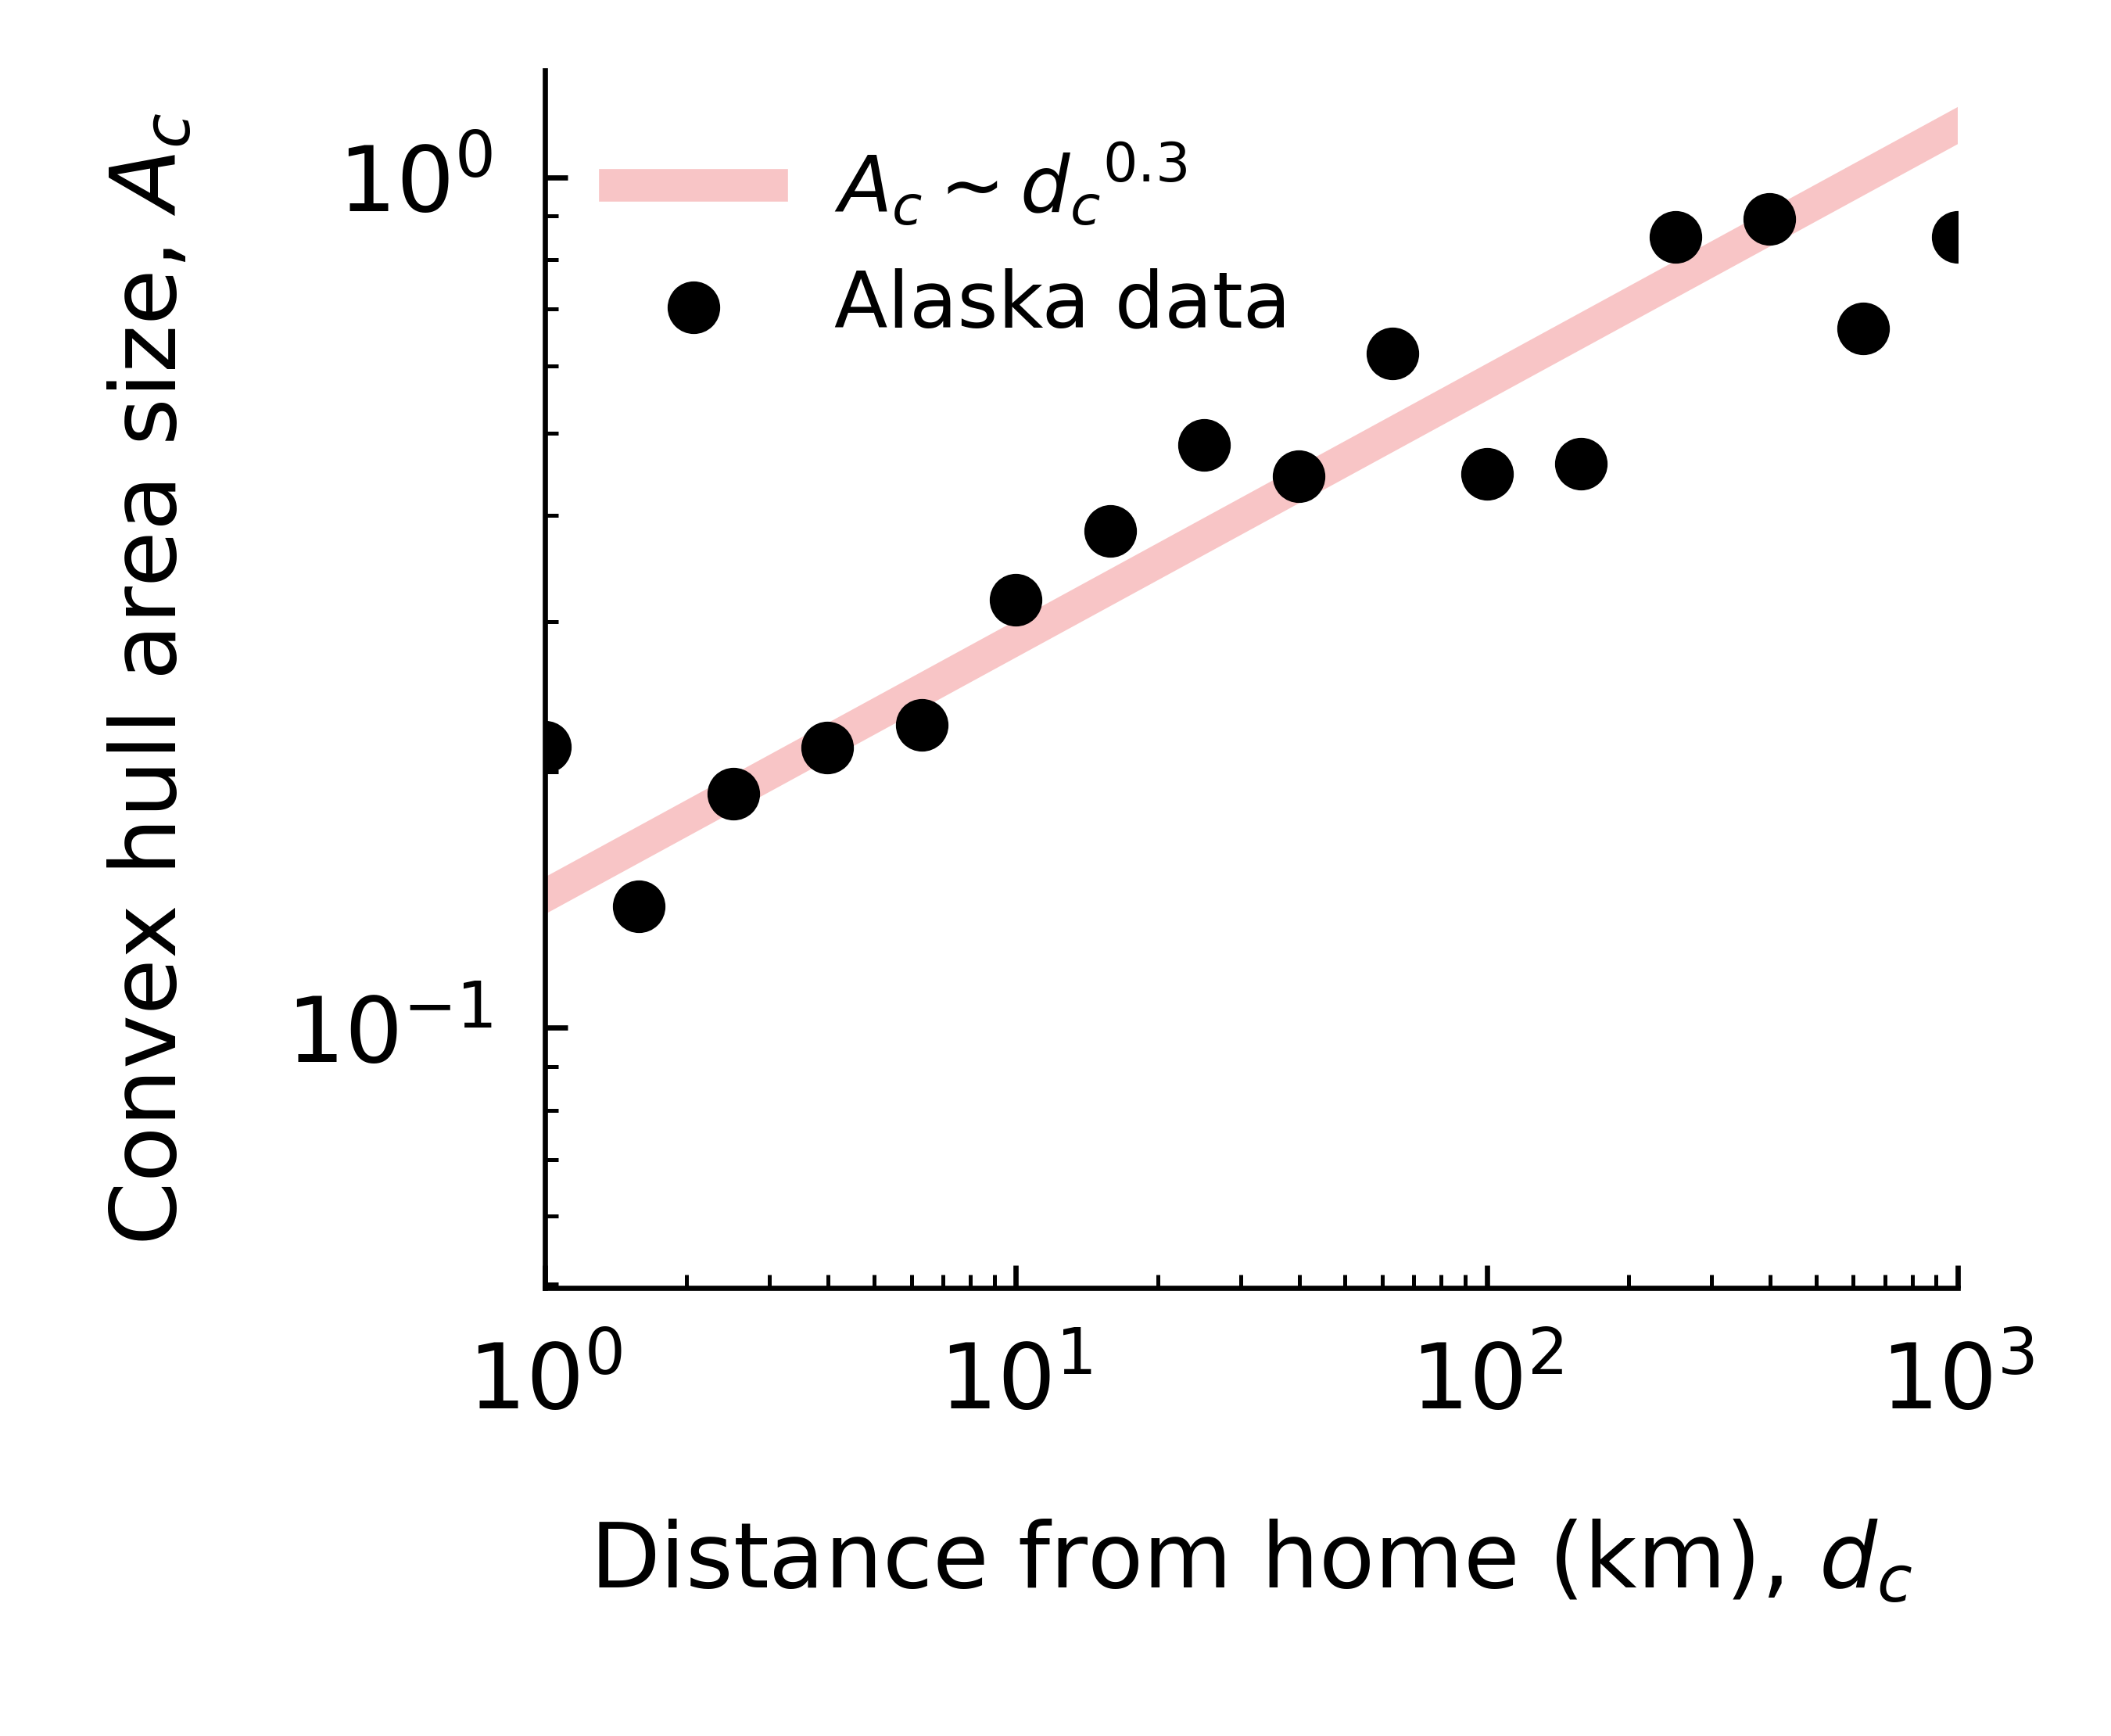 Convex hull area size, A_c
10⁰
10⁻¹
A_c ~ d_c^0.3
Alaska data
10⁰ 10¹ 10² 10³
Distance from home (km), d_c